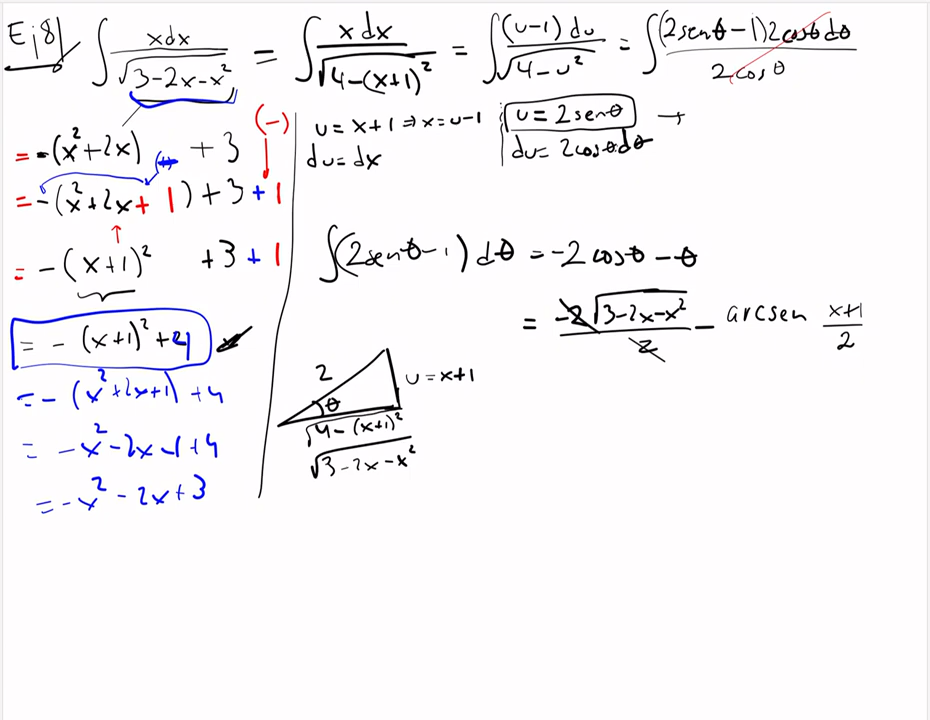 Ej8) ∫ xdx / √(3-2x-x²) = ∫ x dx / √(4-(x+1)²) = ∫ (u-1) du / √(4-u²) = ∫ (2senθ-1)2cosθdθ / 2cosθ
= -(x²+2x) + 3
= -(x²+2x+1) + 3 + 1
(-)
= -(x+1)² + 3 + 1
= -(x+1)² + 4
= -(x²+2x+1) + 4
= -x²-2x-1+4
= -x²-2x+3
u = x+1 ⇒ x = u-1
du = dx
u = 2senθ
du = 2cosθdθ
∫(2senθ-1)dθ = -2cosθ - θ
= -2√(3-2x-x²) / 2 - arcsen (x+1)/2
2
u = x+1
θ
√(4-(x+1)²)
√(3-2x-x²)